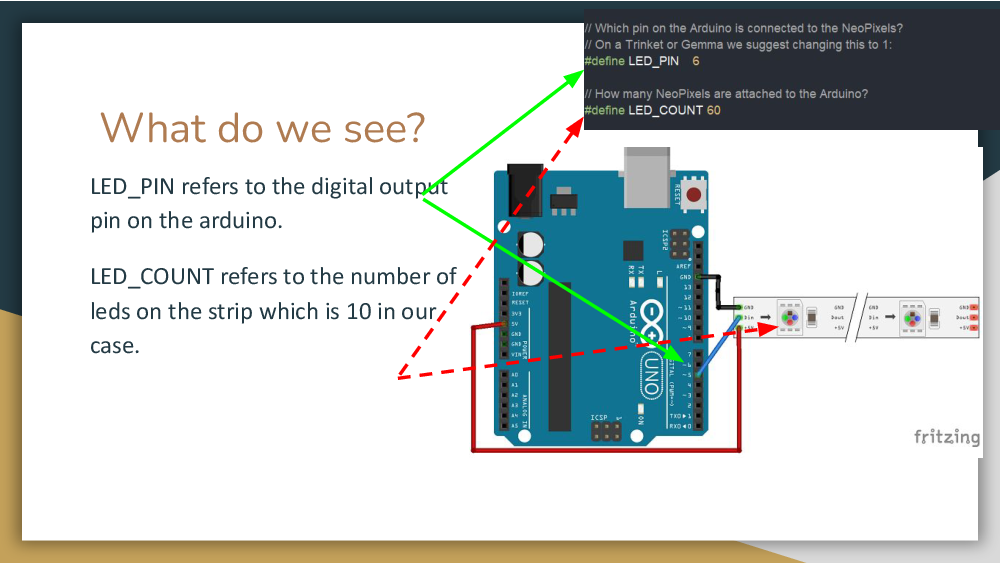 // Which pin on the Arduino is connected to the NeoPixels?
// On a Trinket or Gemma we suggest changing this to 1:
#define LED_PIN 6
// How many NeoPixels are attached to the Arduino?
#define LED_COUNT 60
What do we see?
LED_PIN refers to the digital output
pin on the arduino.
LED_COUNT refers to the number of
leds on the strip which is 10 in our
case.
RESET
ICSP2
AREF
GND
13
12
~11
~10
~9
7
~6
~5
4
~3
2
TXO▶1
RXO◀0
L
TX
RX
Arduino
UNO
ON
ICSP
IOREF
RESET
3V3
5V
GND
GND
VIN
POWER
A0
A1
A2
A3
A4
A5
ANALOG IN
GND
Din
+5V
GND
Dout
+5V
GND
Din
+5V
GND
Dout
+5V
fritzing